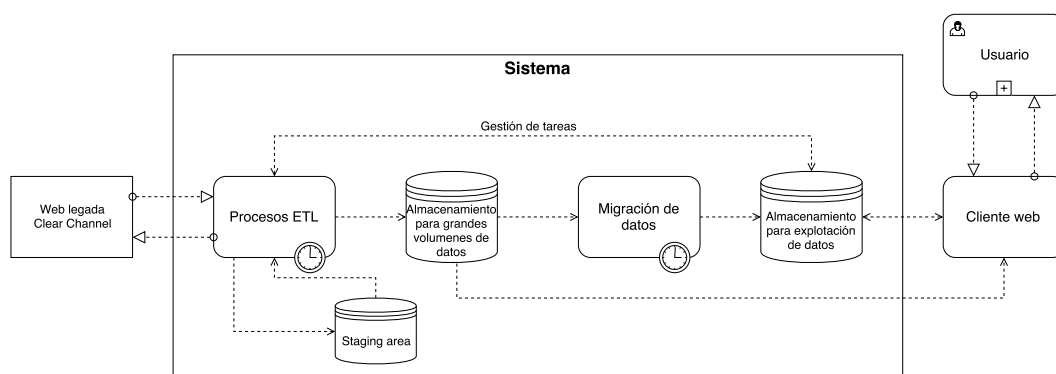 Usuario
Sistema
Gestión de tareas
Web legada
Clear Channel
Procesos ETL
Almacenamiento
para grandes
volumenes de
datos
Migración de
datos
Almacenamiento
para explotación
de datos
Cliente web
Staging area